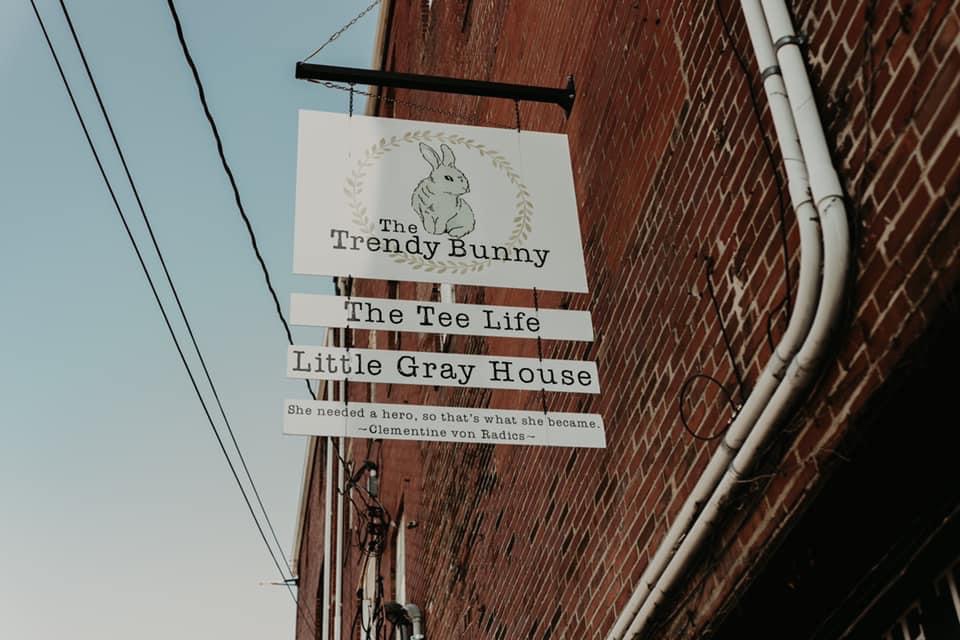 The
Trendy Bunny
The Tee Life
Little Gray House
She needed a hero, so that's what she became.
~Clementine von Radics~